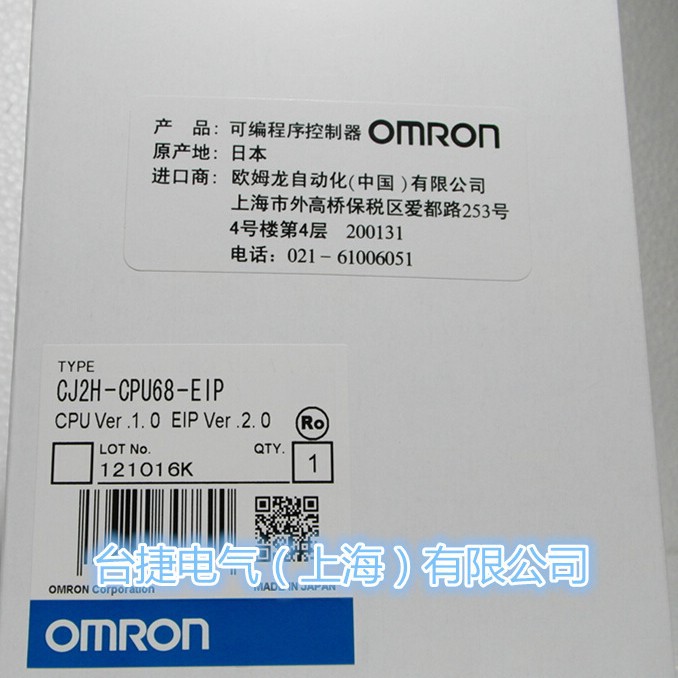 产 品: 可编程序控制器 OMRON
原产地: 日本
进口商: 欧姆龙自动化(中国)有限公司
上海市外高桥保税区爱都路253号
4号楼第4层 200131
电话: 021-61006051
TYPE
CJ2H-CPU68-EIP
CPU Ver.1.0 EIP Ver.2.0 Ro
LOT No. QTY.
121016K 1
台捷电气(上海)有限公司
OMRON Corporation MADE IN JAPAN
OMRON